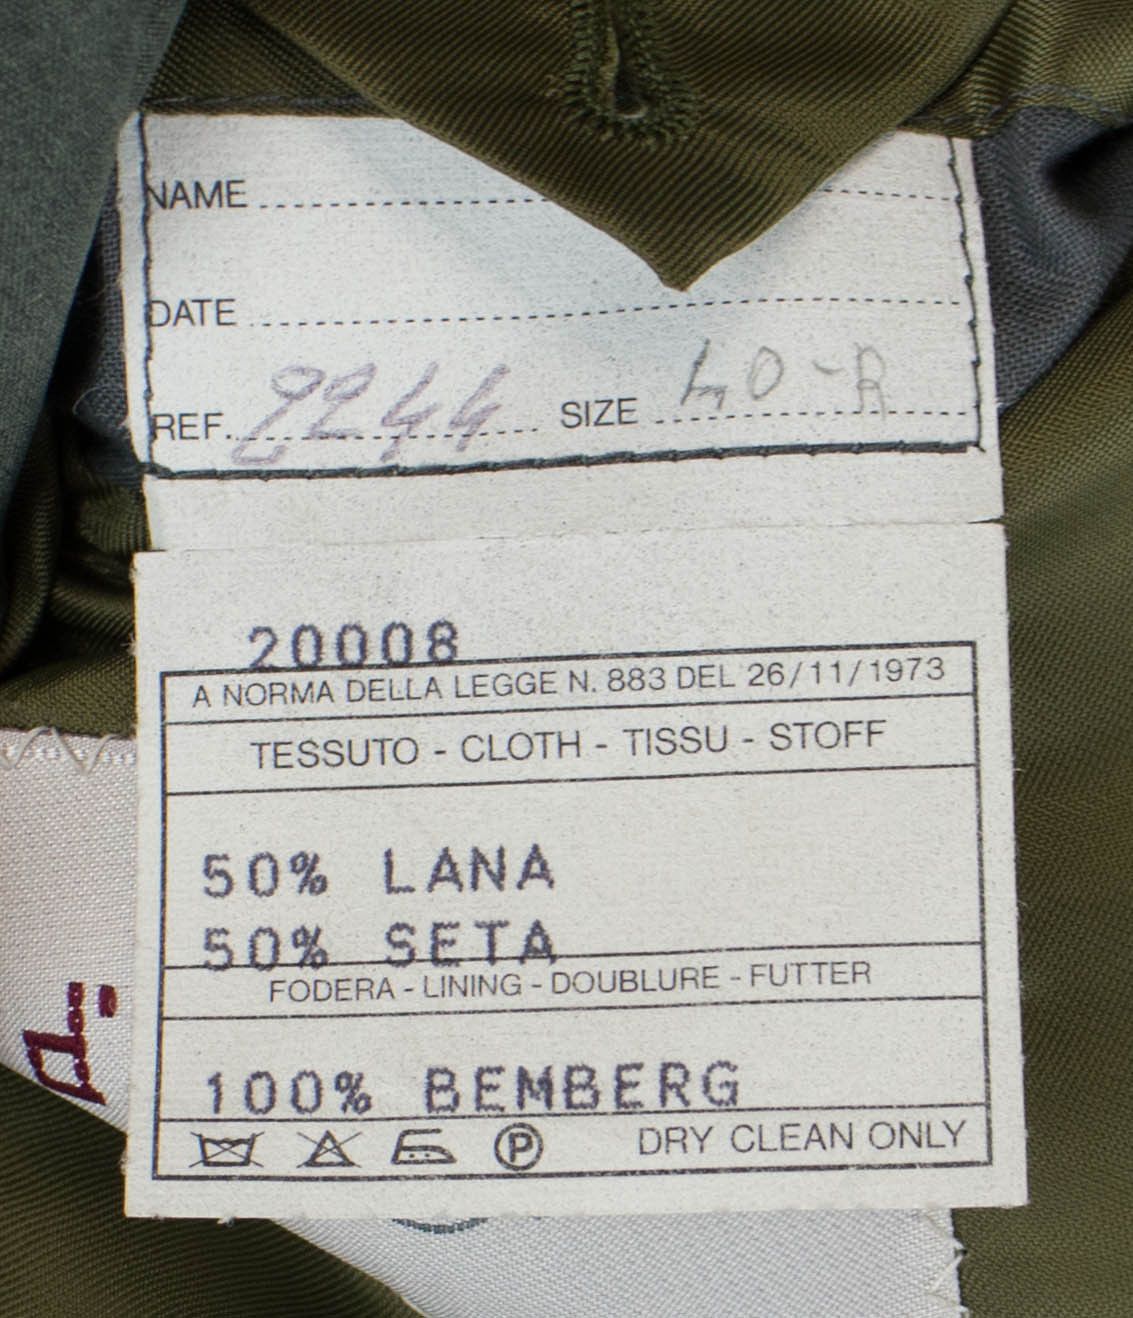 NAME
DATE
REF. 2244 SIZE 40-R
20008
A NORMA DELLA LEGGE N. 883 DEL 26/11/1973
TESSUTO - CLOTH - TISSU - STOFF
50% LANA
50% SETA
FODERA - LINING - DOUBLURE - FUTTER
100% BEMBERG
P DRY CLEAN ONLY